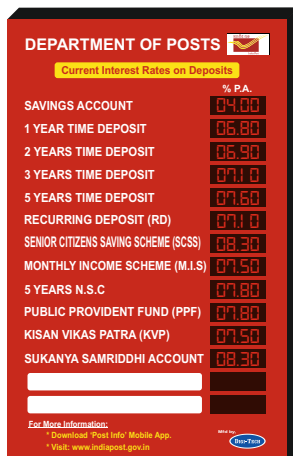 DEPARTMENT OF POSTS
Current Interest Rates on Deposits
% P.A.
SAVINGS ACCOUNT 04.00
1 YEAR TIME DEPOSIT 06.80
2 YEARS TIME DEPOSIT 06.90
3 YEARS TIME DEPOSIT 07.10
5 YEARS TIME DEPOSIT 07.60
RECURRING DEPOSIT (RD) 07.10
SENIOR CITIZENS SAVING SCHEME (SCSS) 08.30
MONTHLY INCOME SCHEME (M.I.S) 07.50
5 YEARS N.S.C 07.80
PUBLIC PROVIDENT FUND (PPF) 07.80
KISAN VIKAS PATRA (KVP) 07.50
SUKANYA SAMRIDDHI ACCOUNT 08.30
For More Information:
* Download 'Post Info' Mobile App.
* Visit: www.indiapost.gov.in
Mfd by,
DIGI-TECH